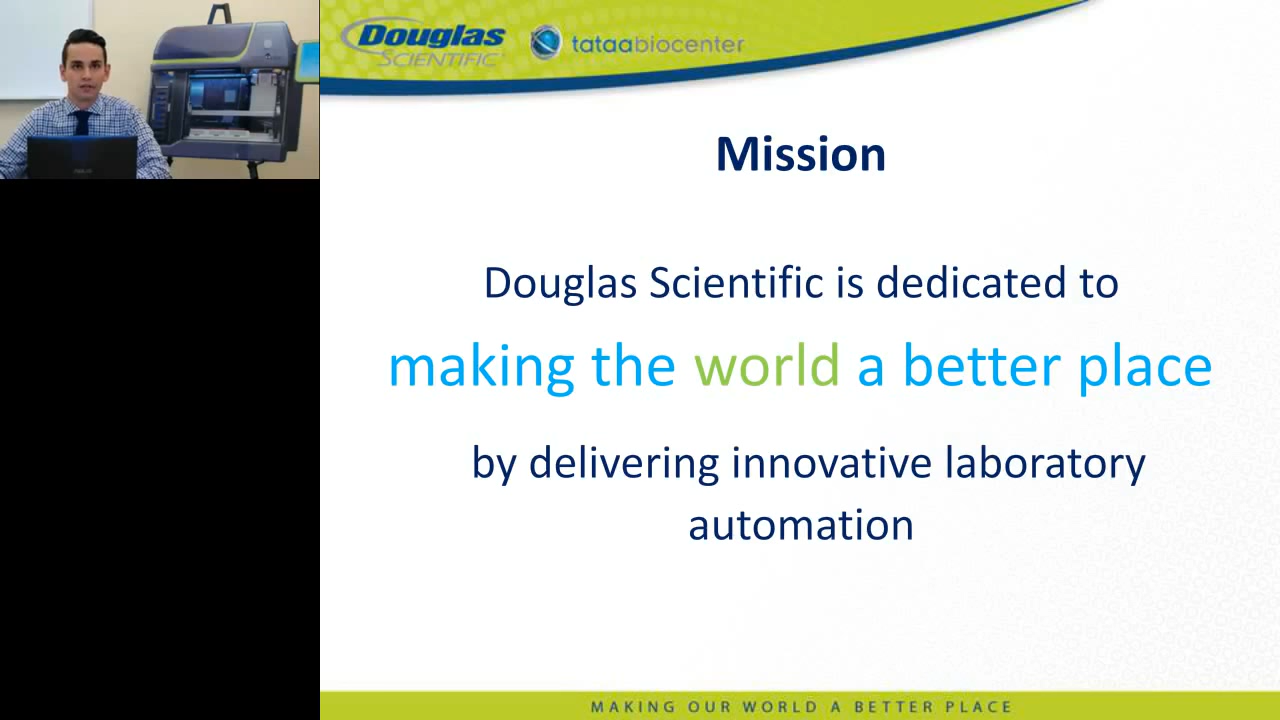 Douglas
SCIENTIFIC
tataabiocenter
Mission
Douglas Scientific is dedicated to
making the world a better place
by delivering innovative laboratory
automation
MAKING OUR WORLD A BETTER PLACE